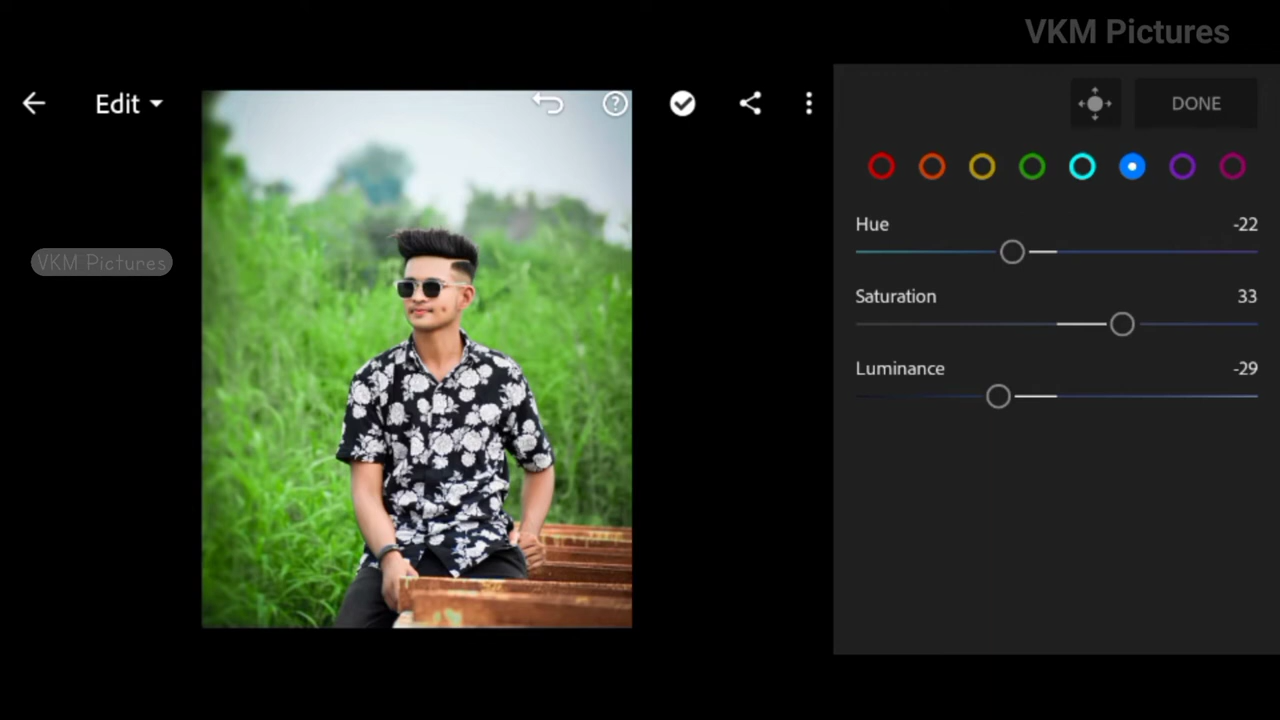 VKM Pictures
Edit
DONE
Hue -22
VKM Pictures
Saturation 33
Luminance -29